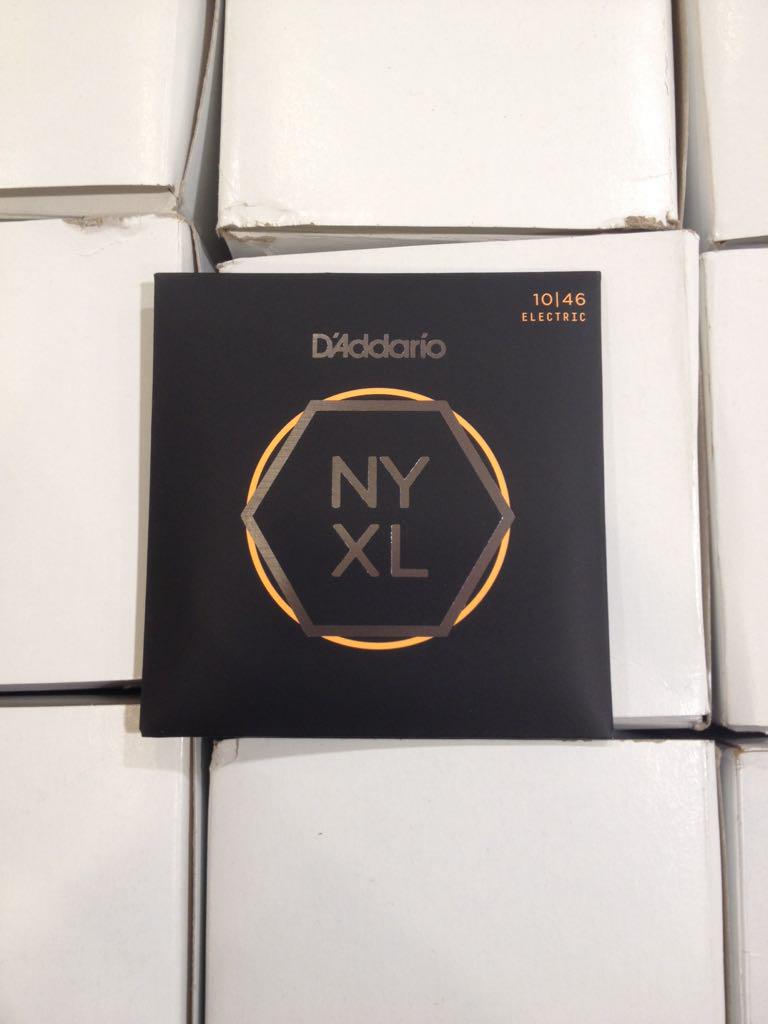 10|46
ELECTRIC
D'Addario
NY
XL